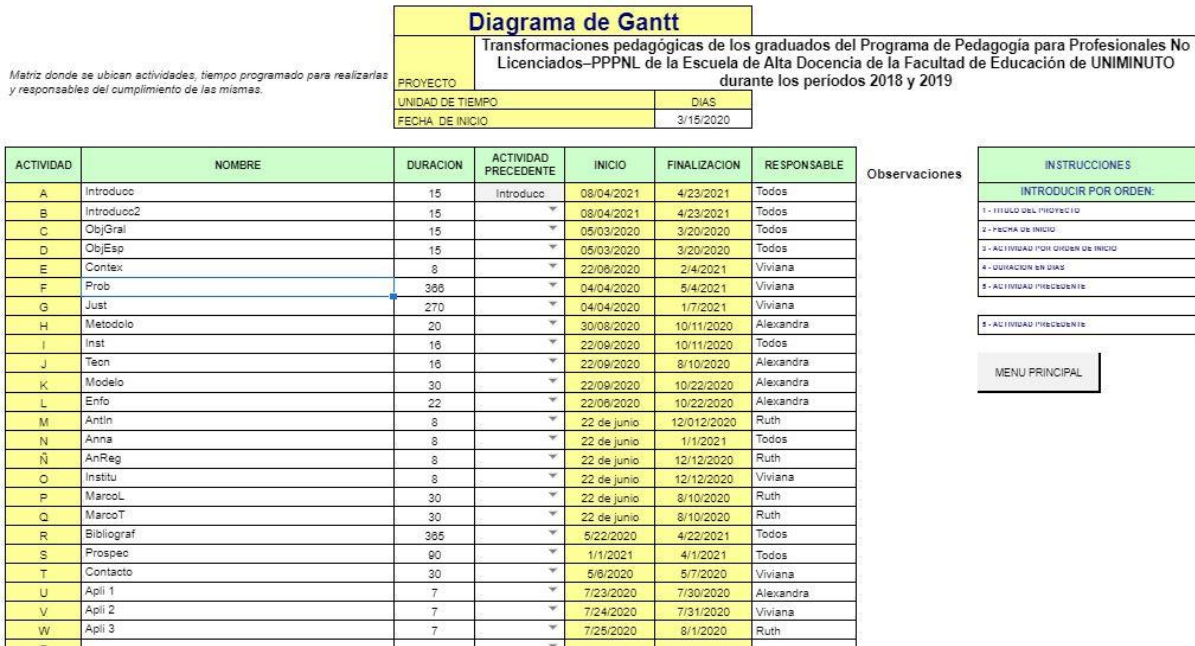 Diagrama de Gantt
Matriz donde se ubican actividades, tiempo programado para realizarlas
y responsables del cumplimiento de las mismas.
PROYECTO
Transformaciones pedagógicas de los graduados del Programa de Pedagogía para Profesionales No
Licenciados–PPPNL de la Escuela de Alta Docencia de la Facultad de Educación de UNIMINUTO
durante los períodos 2018 y 2019
UNIDAD DE TIEMPO DIAS
FECHA DE INICIO 3/15/2020
ACTIVIDAD NOMBRE DURACION ACTIVIDAD PRECEDENTE INICIO FINALIZACION RESPONSABLE Observaciones
A Introducc 15 Introducc 08/04/2021 4/23/2021 Todos
B Introducc2 15 08/04/2021 4/23/2021 Todos
C ObjGral 15 05/03/2020 3/20/2020 Todos
D ObjEsp 15 05/03/2020 3/20/2020 Todos
E Contex 8 22/06/2020 2/4/2021 Viviana
F Prob 366 04/04/2020 5/4/2021 Viviana
G Just 270 04/04/2020 1/7/2021 Viviana
H Metodolo 20 30/08/2020 10/11/2020 Alexandra
I Inst 16 22/09/2020 10/11/2020 Todos
J Tecn 16 22/09/2020 8/10/2020 Alexandra
K Modelo 30 22/09/2020 10/22/2020 Alexandra
L Enfo 22 22/06/2020 10/22/2020 Alexandra
M AntIn 8 22 de junio 12/012/2020 Ruth
N Anna 8 22 de junio 1/1/2021 Todos
Ñ AnReg 8 22 de junio 12/12/2020 Ruth
O Institu 8 22 de junio 12/12/2020 Viviana
P MarcoL 30 22 de junio 8/10/2020 Ruth
Q MarcoT 30 22 de junio 8/10/2020 Ruth
R Bibliograf 365 5/22/2020 4/22/2021 Todos
S Prospec 90 1/1/2021 4/1/2021 Todos
T Contacto 30 5/6/2020 5/7/2020 Viviana
U Apli 1 7 7/23/2020 7/30/2020 Alexandra
V Apli 2 7 7/24/2020 7/31/2020 Viviana
W Apli 3 7 7/25/2020 8/1/2020 Ruth
INSTRUCCIONES
INTRODUCIR POR ORDEN:
1 - TITULO DEL PROYECTO
2 - FECHA DE INICIO
3 - ACTIVIDAD POR ORDEN DE INICIO
4 - DURACION EN DIAS
5 - ACTIVIDAD PRECEDENTE
5 - ACTIVIDAD PRECEDENTE
MENU PRINCIPAL